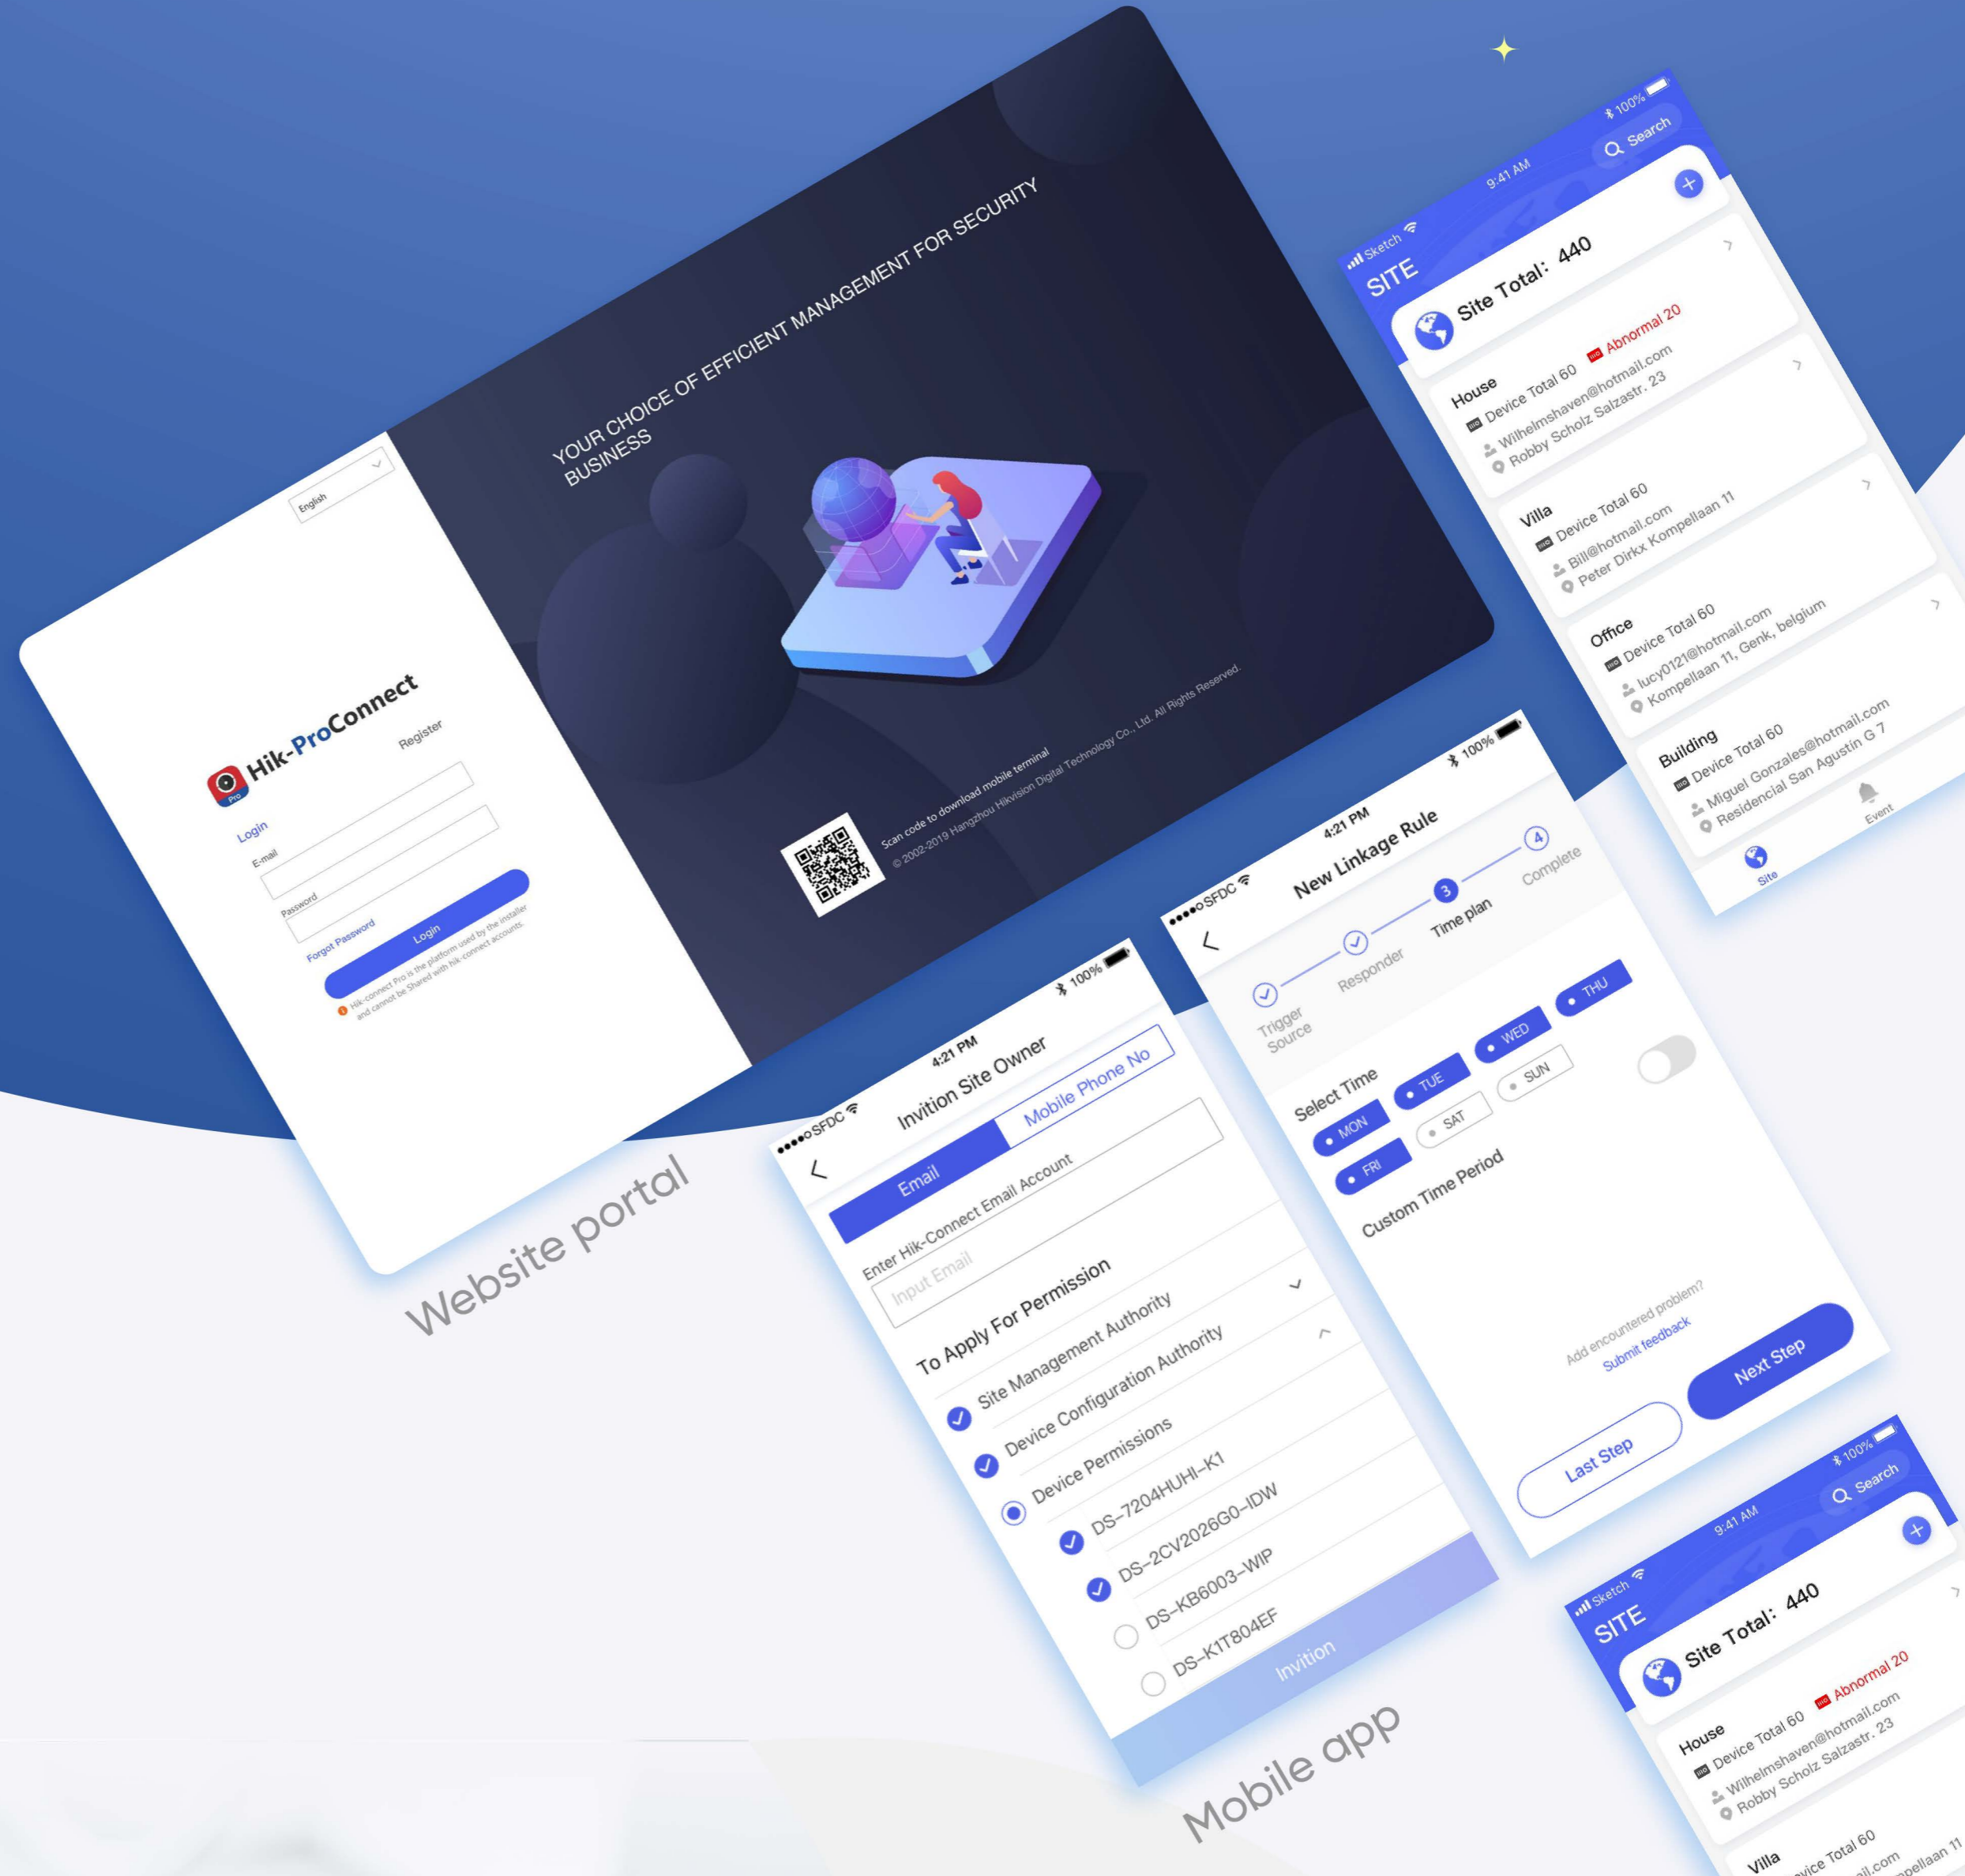 English
Hik-ProConnect
Pro
Login
Register
E-mail
Password
Forgot Password
Login
Hik-connect Pro is the platform used by the installer
and cannot be Shared with hik-connect accounts.
YOUR CHOICE OF EFFICIENT MANAGEMENT FOR SECURITY
BUSINESS
Scan code to download mobile terminal
© 2002-2019 Hangzhou Hikvision Digital Technology Co., Ltd. All Rights Reserved.
Website portal
SFDC
4:21 PM
100%
Invition Site Owner
Email
Mobile Phone No
Enter Hik-Connect Email Account
Input Email
To Apply For Permission
Site Management Authority
Device Configuration Authority
Device Permissions
DS-7204HUHI-K1
DS-2CV2026G0-IDW
DS-KB6003-WIP
DS-K1T804EF
Invition
SFDC
4:21 PM
100%
New Linkage Rule
3
4
Trigger
Source
Responder
Time plan
Complete
Select Time
MON
TUE
WED
THU
FRI
SAT
SUN
Custom Time Period
Add encountered problem?
Submit feedback
Last Step
Next Step
Mobile app
Sketch
9:41 AM
100%
SITE
Search
Site Total: 440
House
Device Total 60
Abnormal 20
Wilhelmshaven@hotmail.com
Robby Scholz Salzastr. 23
Villa
Device Total 60
Bill@hotmail.com
Peter Dirkx Kompellaan 11
Office
Device Total 60
lucy0121@hotmail.com
Kompellaan 11, Genk, belgium
Building
Device Total 60
Miguel Gonzales@hotmail.com
Residencial San Agustin G 7
Site
Event
Sketch
9:41 AM
100%
SITE
Search
Site Total: 440
House
Device Total 60
Abnormal 20
Wilhelmshaven@hotmail.com
Robby Scholz Salzastr. 23
Villa
Total 60
11